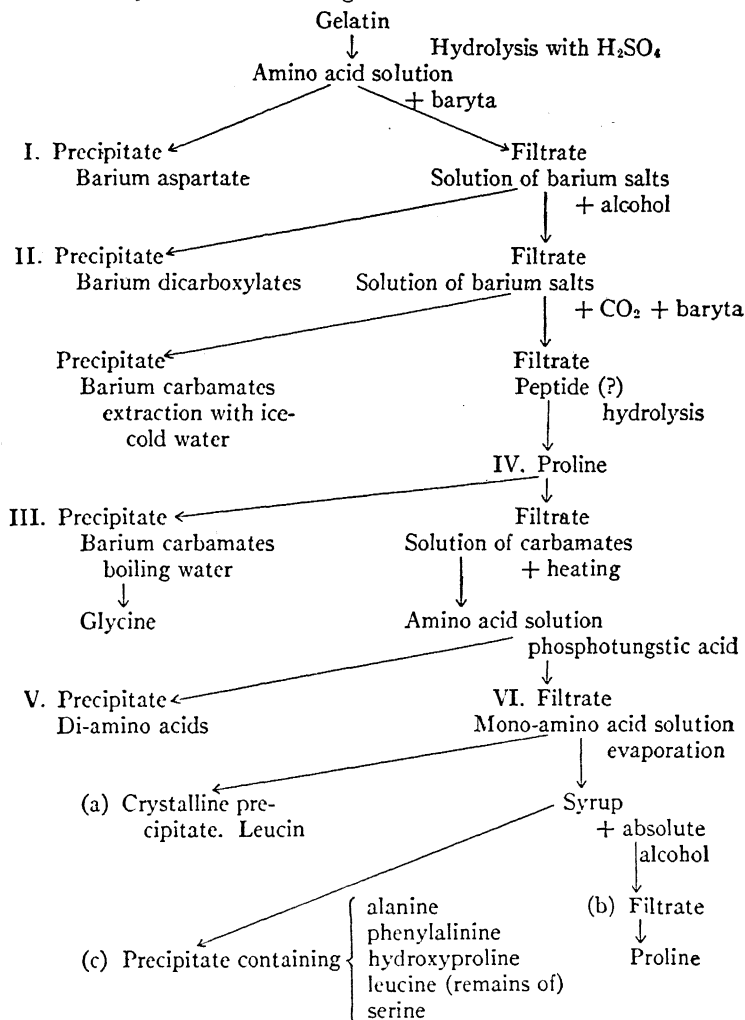 Gelatin
Hydrolysis with H₂SO₄
Amino acid solution
+ baryta
I. Precipitate
Barium aspartate
Filtrate
Solution of barium salts
+ alcohol
II. Precipitate
Barium dicarboxylates
Filtrate
Solution of barium salts
+ CO₂ + baryta
Precipitate
Barium carbamates
extraction with ice-
cold water
Filtrate
Peptide (?)
hydrolysis
IV. Proline
III. Precipitate
Barium carbamates
boiling water
Glycine
Filtrate
Solution of carbamates
+ heating
Amino acid solution
phosphotungstic acid
V. Precipitate
Di-amino acids
VI. Filtrate
Mono-amino acid solution
evaporation
(a) Crystalline pre-
cipitate. Leucin
Syrup
+ absolute
alcohol
(b) Filtrate
Proline
(c) Precipitate containing
alanine
phenylalinine
hydroxyproline
leucine (remains of)
serine